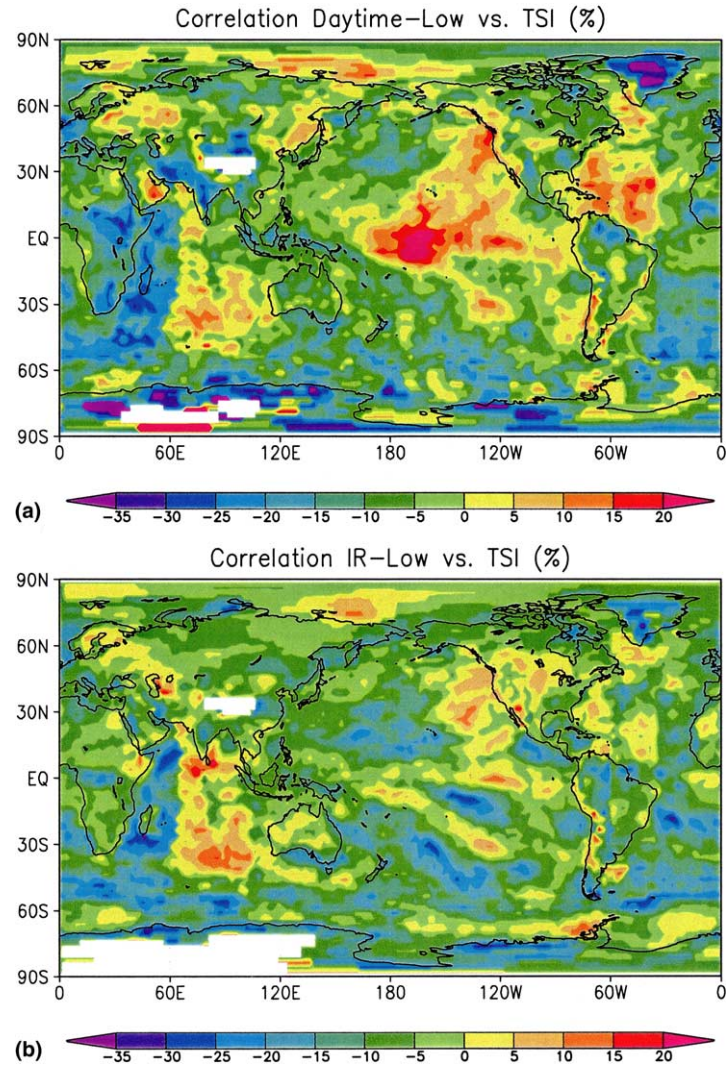 Correlation Daytime-Low vs. TSI (%)
90N
60N
30N
EQ
30S
60S
90S
0 60E 120E 180 120W 60W 0
(a)
-35 -30 -25 -20 -15 -10 -5 0 5 10 15 20
Correlation IR-Low vs. TSI (%)
90N
60N
30N
EQ
30S
60S
90S
0 60E 120E 180 120W 60W 0
(b)
-35 -30 -25 -20 -15 -10 -5 0 5 10 15 20